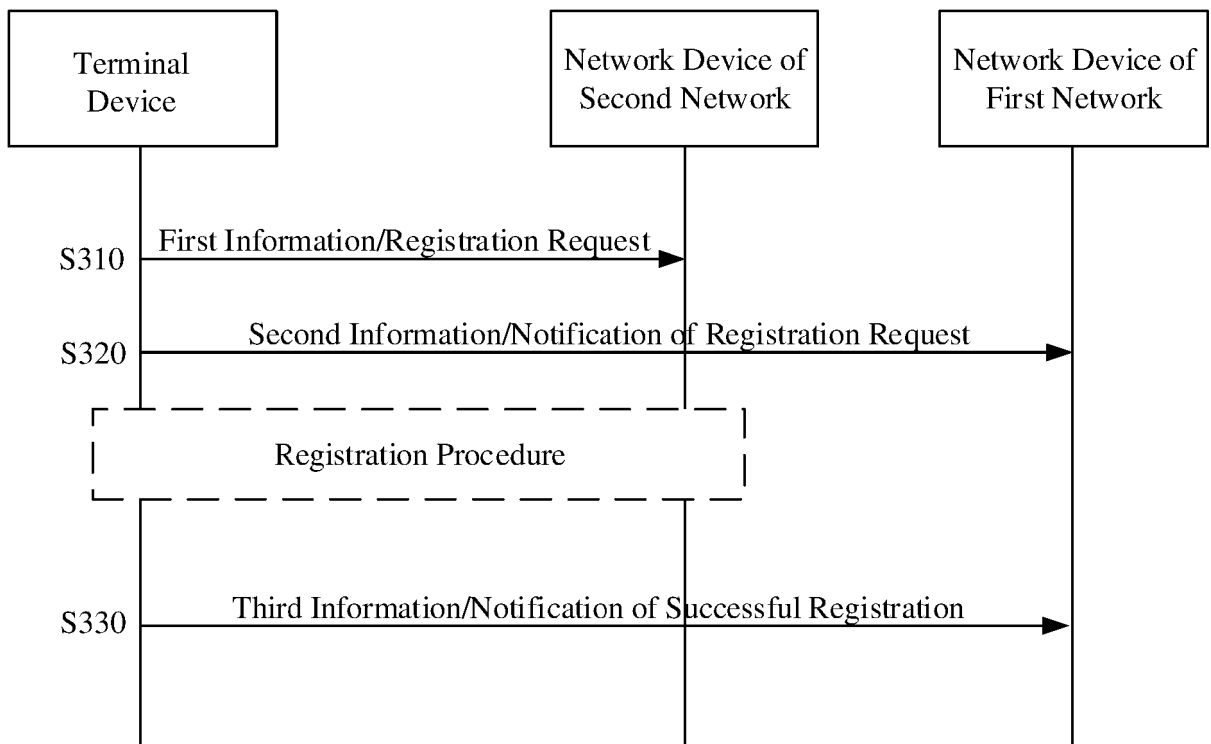 Terminal
Device
Network Device of
Second Network
Network Device of
First Network
S310
First Information/Registration Request
S320
Second Information/Notification of Registration Request
Registration Procedure
S330
Third Information/Notification of Successful Registration